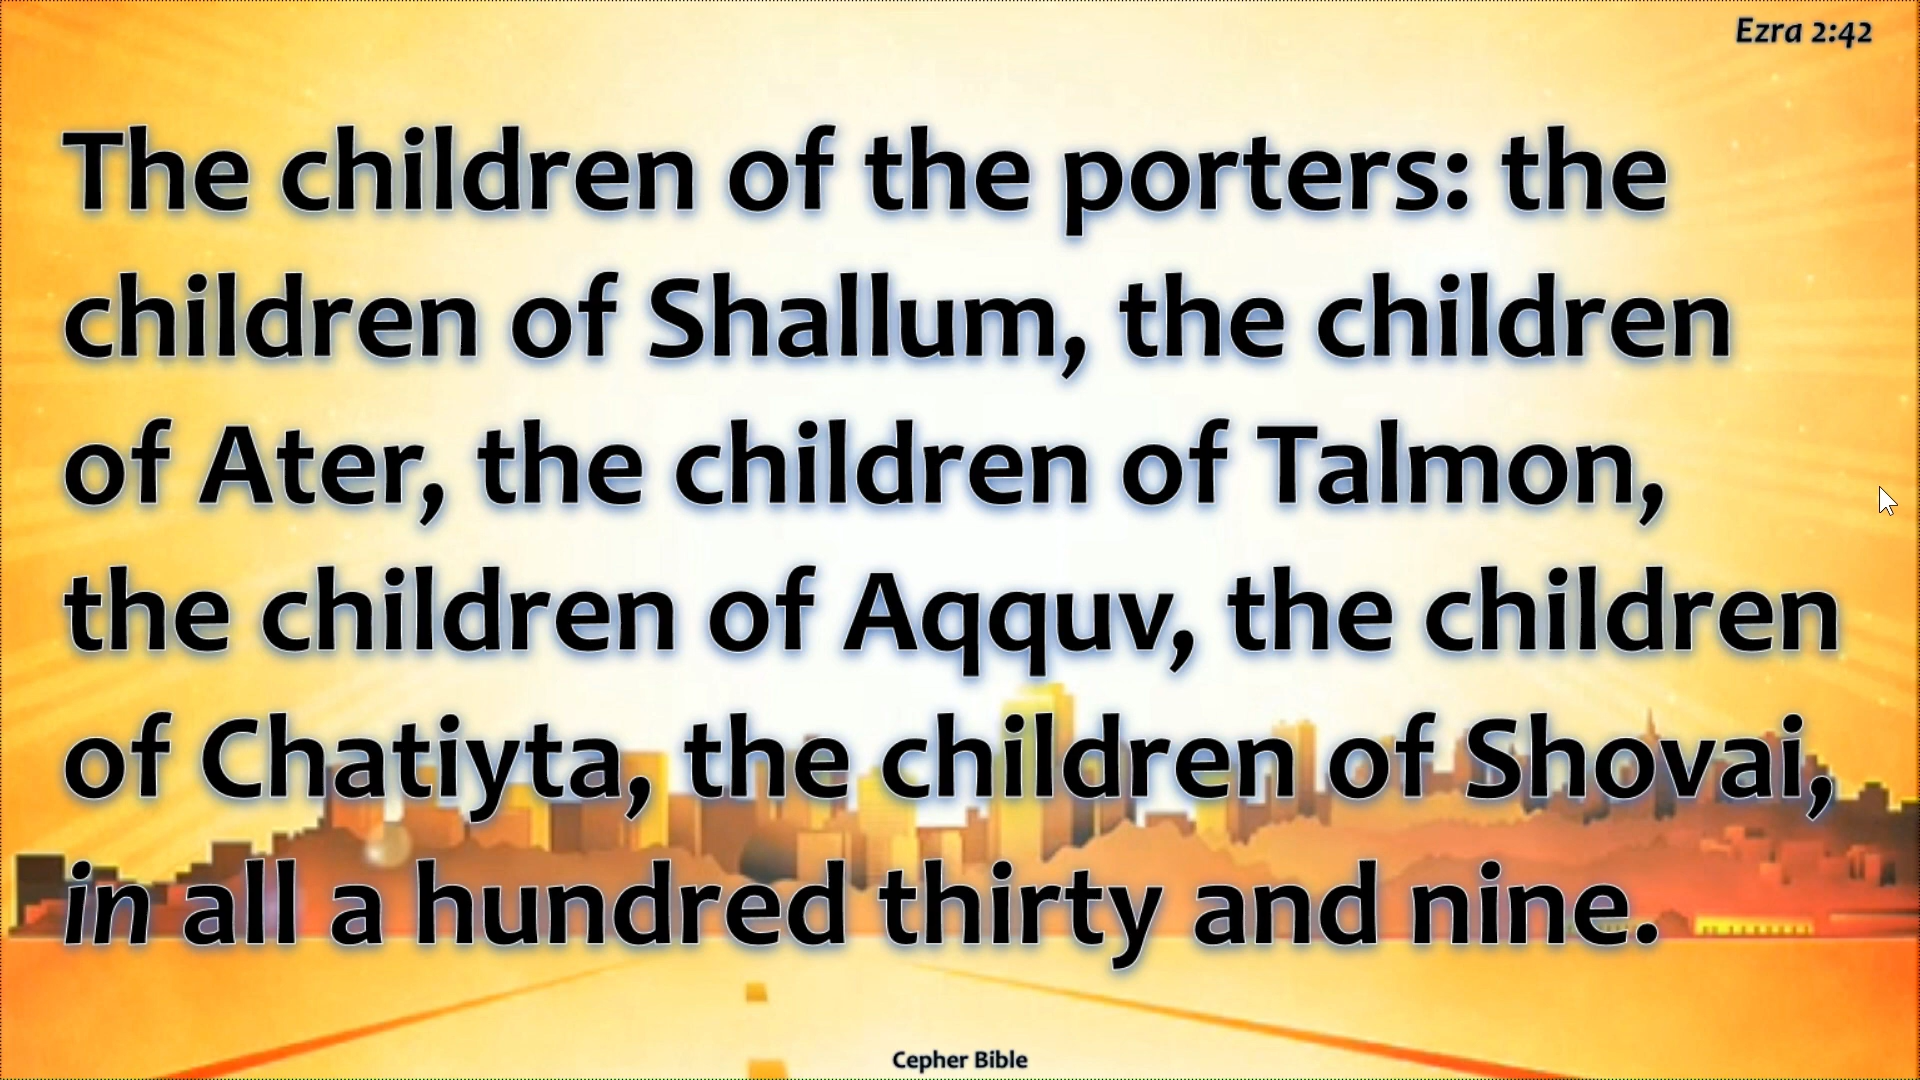 Ezra 2:42
The children of the porters: the
children of Shallum, the children
of Ater, the children of Talmon,
the children of Aqquv, the children
of Chatiyta, the children of Shovai,
in all a hundred thirty and nine.
Cepher Bible